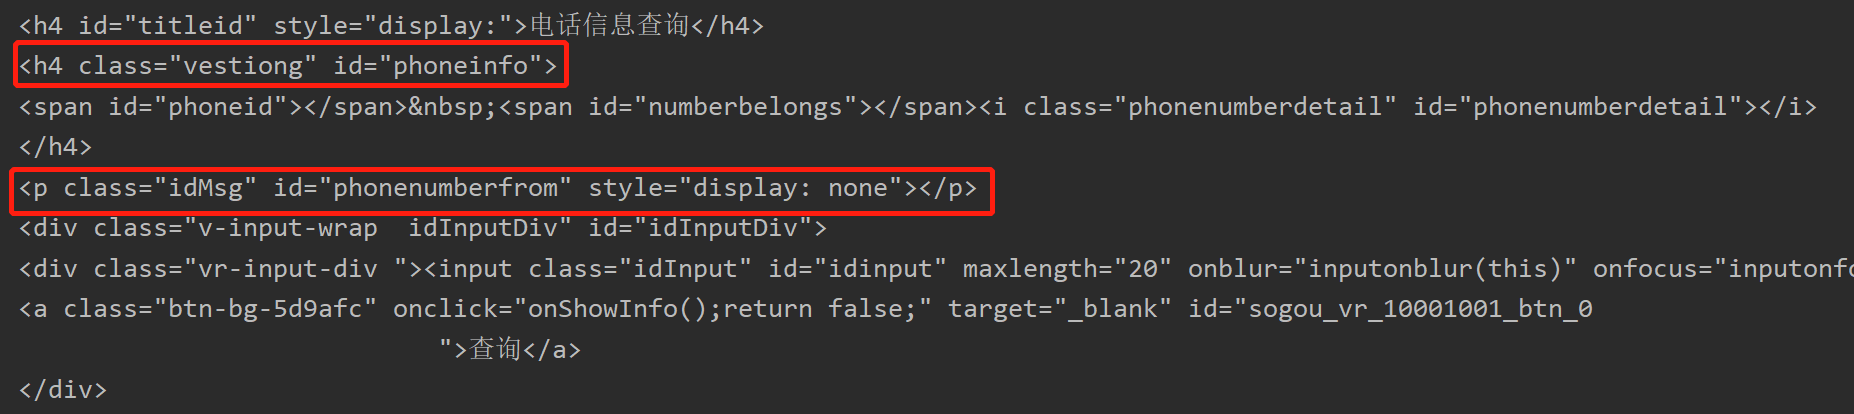 <h4 id="titleid" style="display:">电话信息查询</h4>
<h4 class="vestiong" id="phoneinfo">
<span id="phoneid"></span>&nbsp;<span id="numberbelongs"></span><i class="phonenumberdetail" id="phonenumberdetail"></i>
</h4>
<p class="idMsg" id="phonenumberfrom" style="display: none"></p>
<div class="v-input-wrap  idInputDiv" id="idInputDiv">
<div class="vr-input-div "><input class="idInput" id="idinput" maxlength="20" onblur="inputonblur(this)" onfocus="inputonfo
<a class="btn-bg-5d9afc" onclick="onShowInfo();return false;" target="_blank" id="sogou_vr_10001001_btn_0
">查询</a>
</div>